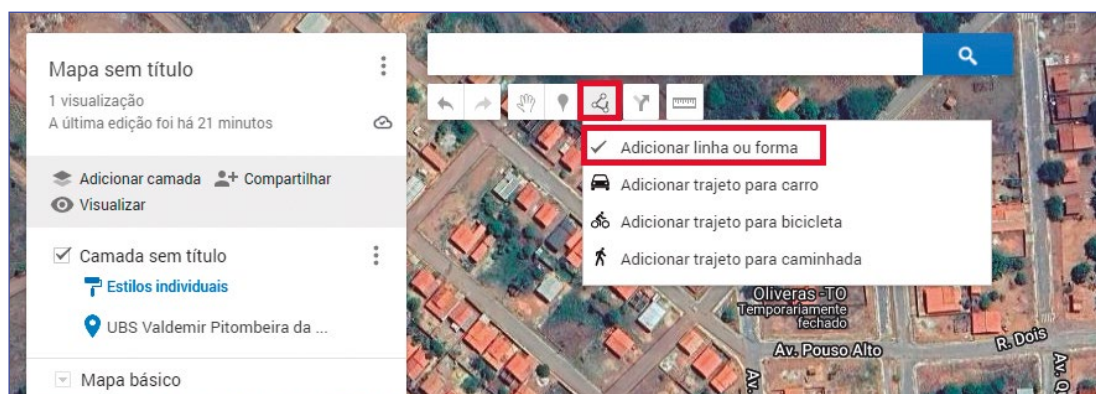 Mapa sem título
1 visualização
A última edição foi há 21 minutos
Adicionar camada Compartilhar
Visualizar
Camada sem título
Estilos individuais
UBS Valdemir Pitombeira da ...
Mapa básico
Adicionar linha ou forma
Adicionar trajeto para carro
Adicionar trajeto para bicicleta
Adicionar trajeto para caminhada
Oliveras -TO
Temporariamente
fechado
Av. Pouso Alto
R. Dois
Av.
Av.